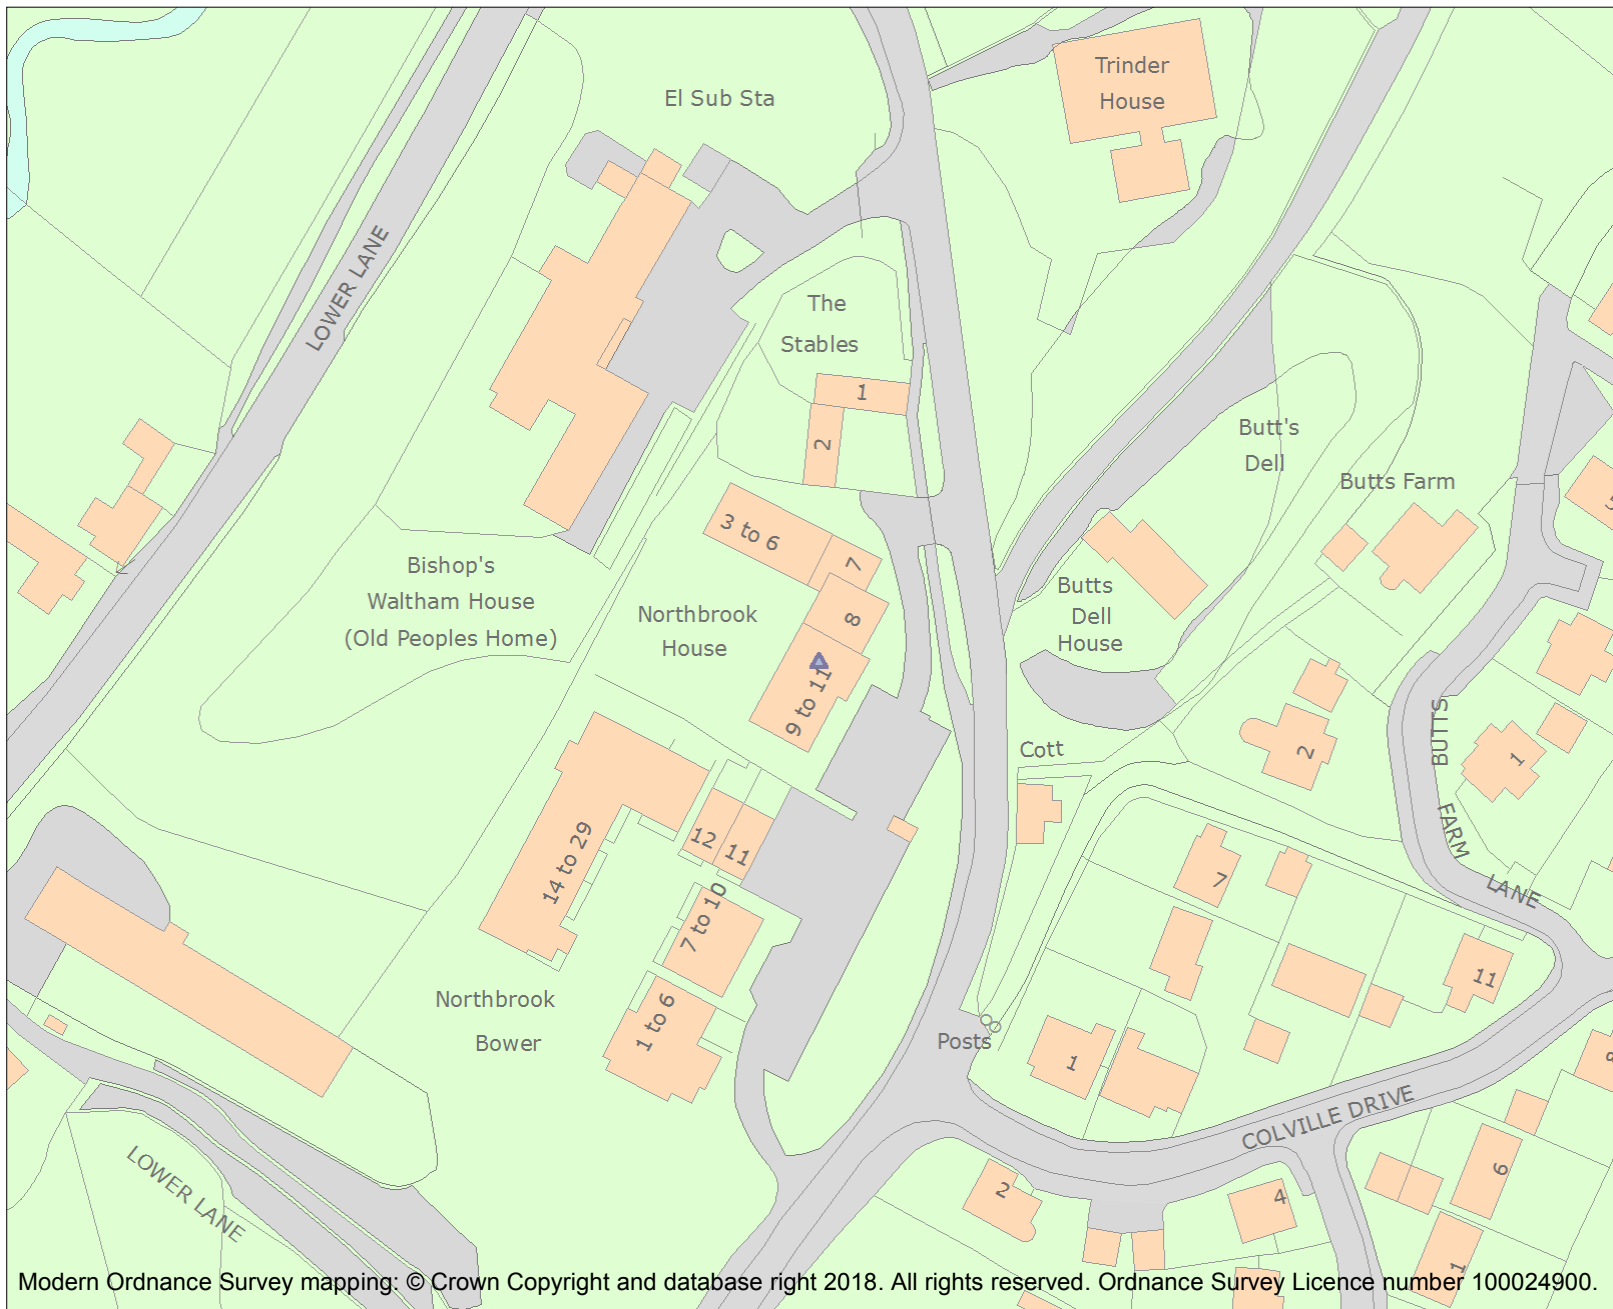 Trinder
House
El Sub Sta
LOWER LANE
The
Stables
1
2
Butt's
Dell
Butts Farm
5
3 to 6
7
8
9 to 11
Bishop's
Waltham House
(Old Peoples Home)
Northbrook
House
Butts
Dell
House
Cott
2
BUTTS
FARM
LANE
1
14 to 29
12
11
7 to 10
1 to 6
7
11
Northbrook
Bower
Posts
1
COLVILLE DRIVE
LOWER LANE
2
4
6
1
Modern Ordnance Survey mapping: © Crown Copyright and database right 2018. All rights reserved. Ordnance Survey Licence number 100024900.